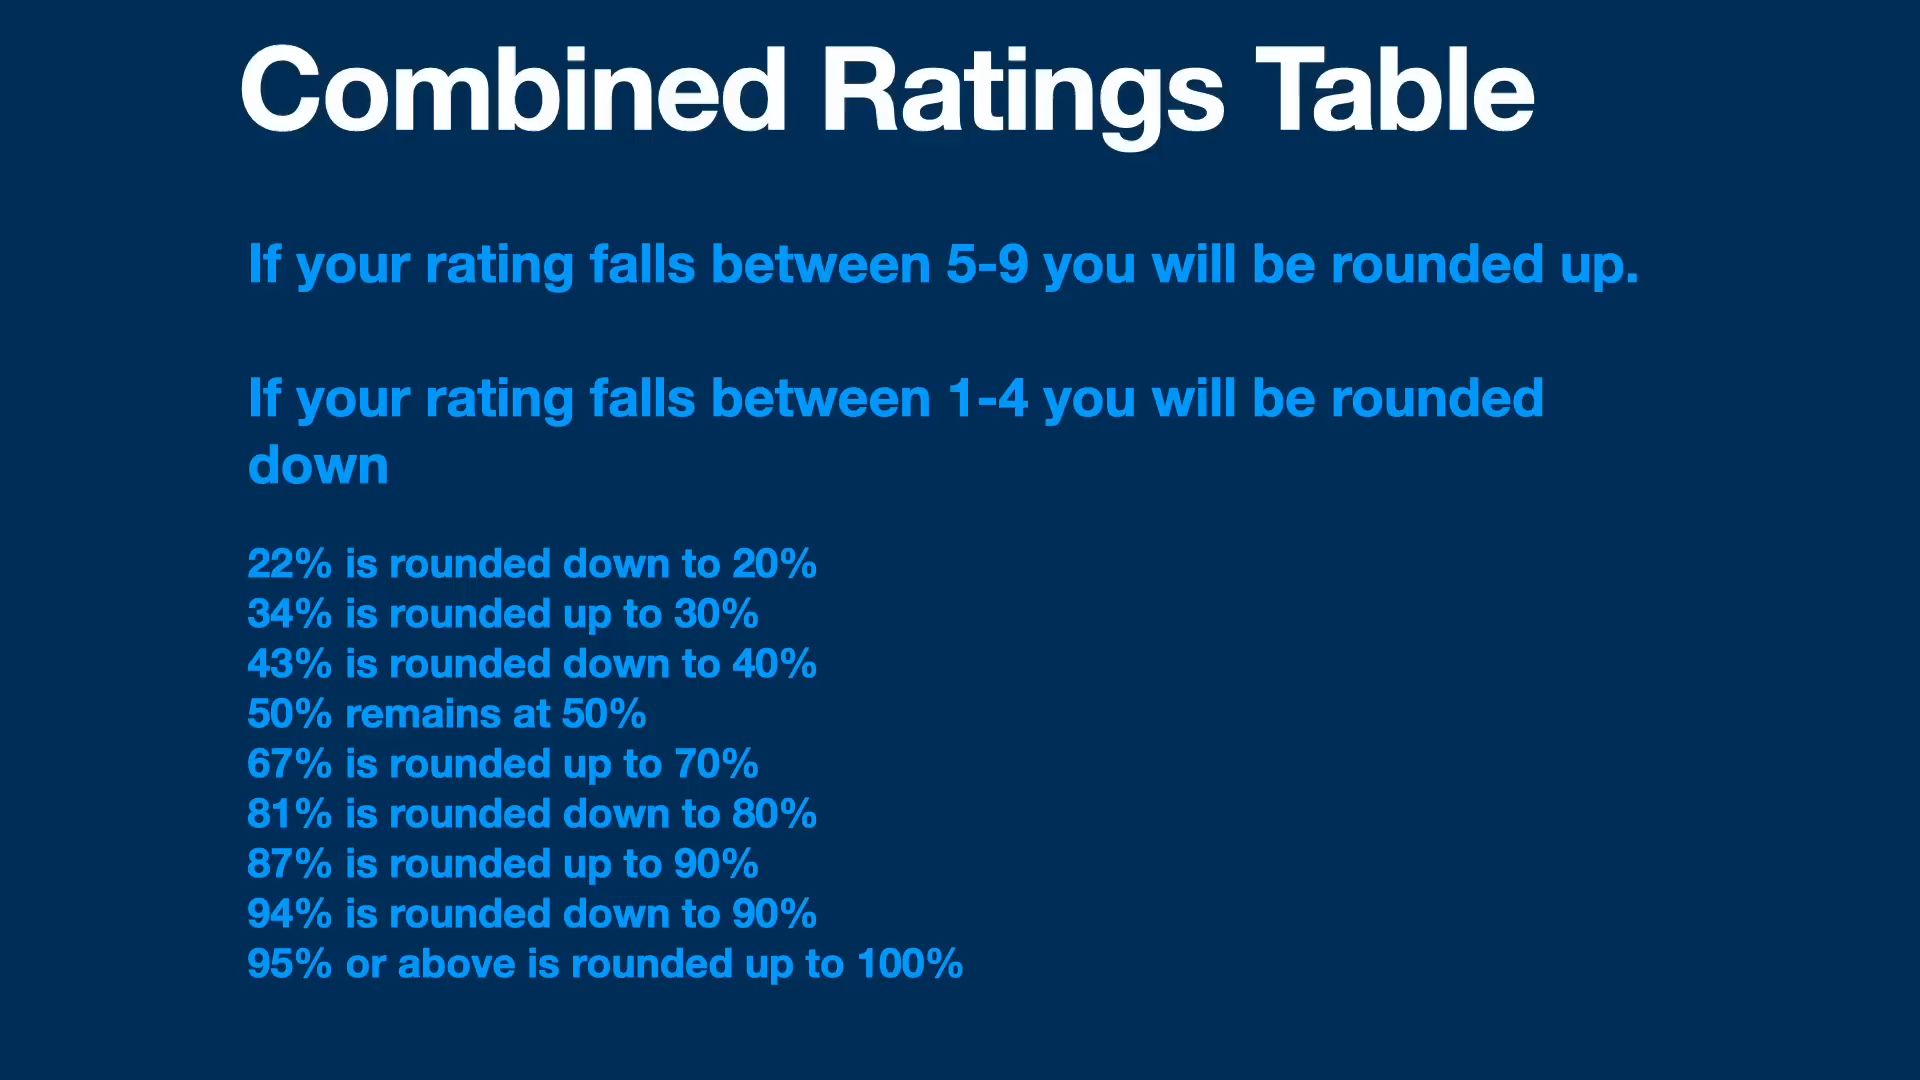 Combined Ratings Table
If your rating falls between 5-9 you will be rounded up.
If your rating falls between 1-4 you will be rounded
down
22% is rounded down to 20%
34% is rounded up to 30%
43% is rounded down to 40%
50% remains at 50%
67% is rounded up to 70%
81% is rounded down to 80%
87% is rounded up to 90%
94% is rounded down to 90%
95% or above is rounded up to 100%